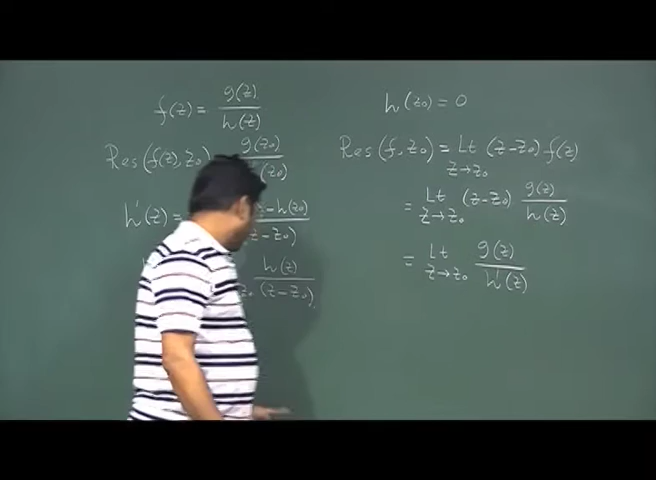 f(z) = g(z) / h(z)
Res(f(z), z₀) g(z₀) / (z₀)
h'(z) = z - h(z₀) / z - z₀)
h(z) / z₀ (z - z₀)
h(z₀) = 0
Res(f, z₀) = Lt z→z₀ (z - z₀) f(z)
= Lt z→z₀ (z - z₀) g(z) / h(z)
= Lt z→z₀ g(z) / h(z)